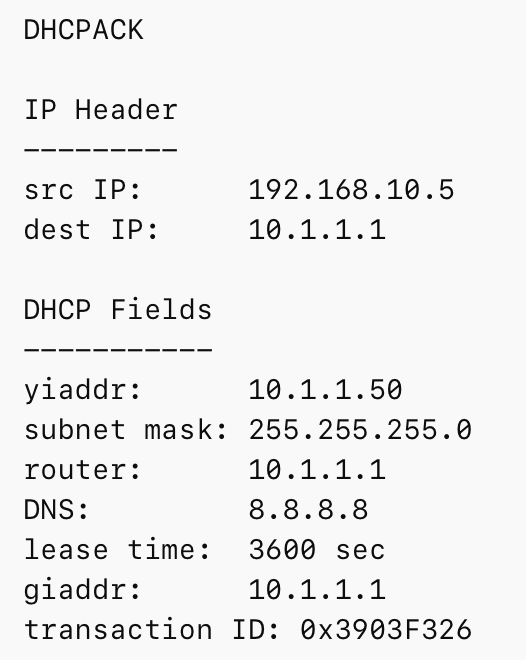 DHCPACK
IP Header
---------
src IP: 192.168.10.5
dest IP: 10.1.1.1
DHCP Fields
-----------
yiaddr: 10.1.1.50
subnet mask: 255.255.255.0
router: 10.1.1.1
DNS: 8.8.8.8
lease time: 3600 sec
giaddr: 10.1.1.1
transaction ID: 0x3903F326